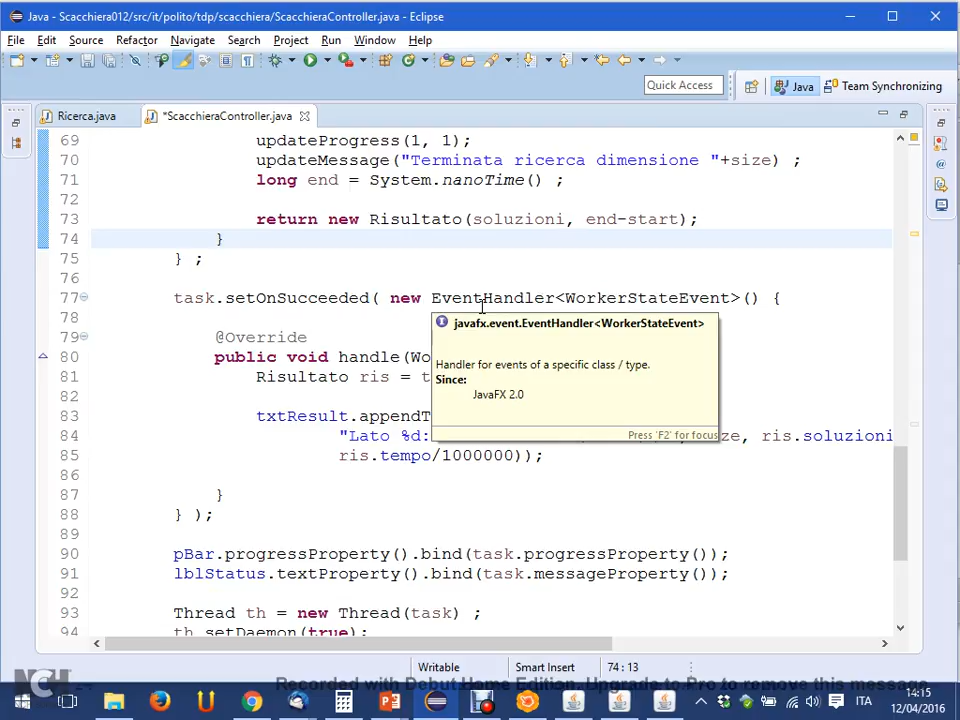 Java - Scacchiera012/src/it/polito/tdp/scacchiera/ScacchieraController.java - Eclipse
File Edit Source Refactor Navigate Search Project Run Window Help
Quick Access Java Team Synchronizing
Ricerca.java *ScacchieraController.java
69 updateProgress(1, 1);
70 updateMessage("Terminata ricerca dimensione "+size) ;
71 long end = System.nanoTime() ;
72
73 return new Risultato(soluzioni, end-start);
74 }
75 } ;
76
77 task.setOnSucceeded( new EventHandler<WorkerStateEvent>() {
78
javafx.event.EventHandler<WorkerStateEvent>
79 @Override
80 public void handle(Wo
Handler for events of a specific class / type.
81 Risultato ris = t
Since:
JavaFX 2.0
82
83 txtResult.appendT
84 "Lato %d: ze, ris.soluzioni
Press 'F2' for focus
85 ris.tempo/1000000));
86
87 }
88 } );
89
90 pBar.progressProperty().bind(task.progressProperty());
91 lblStatus.textProperty().bind(task.messageProperty());
92
93 Thread th = new Thread(task) ;
94 th.setDaemon(true);
Writable Smart Insert 74 : 13
NCH Recorded with Debut Home Edition. Upgrade to Pro to remove this message
ITA 14:15
12/04/2016